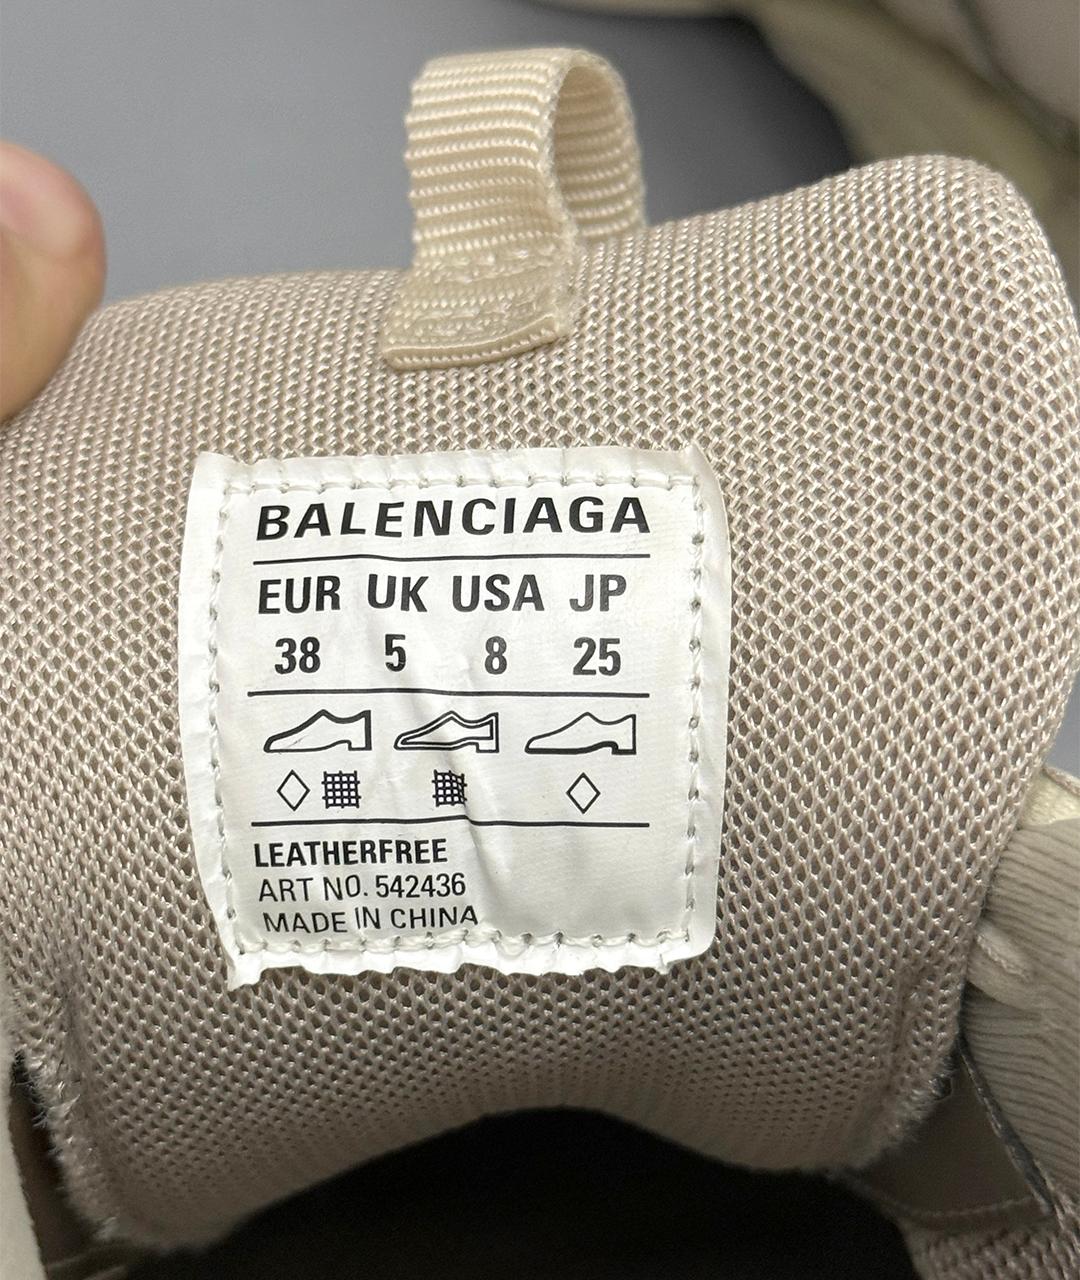 BALENCIAGA
EUR UK USA JP
38 5 8 25
LEATHERFREE
ART NO. 542436
MADE IN CHINA